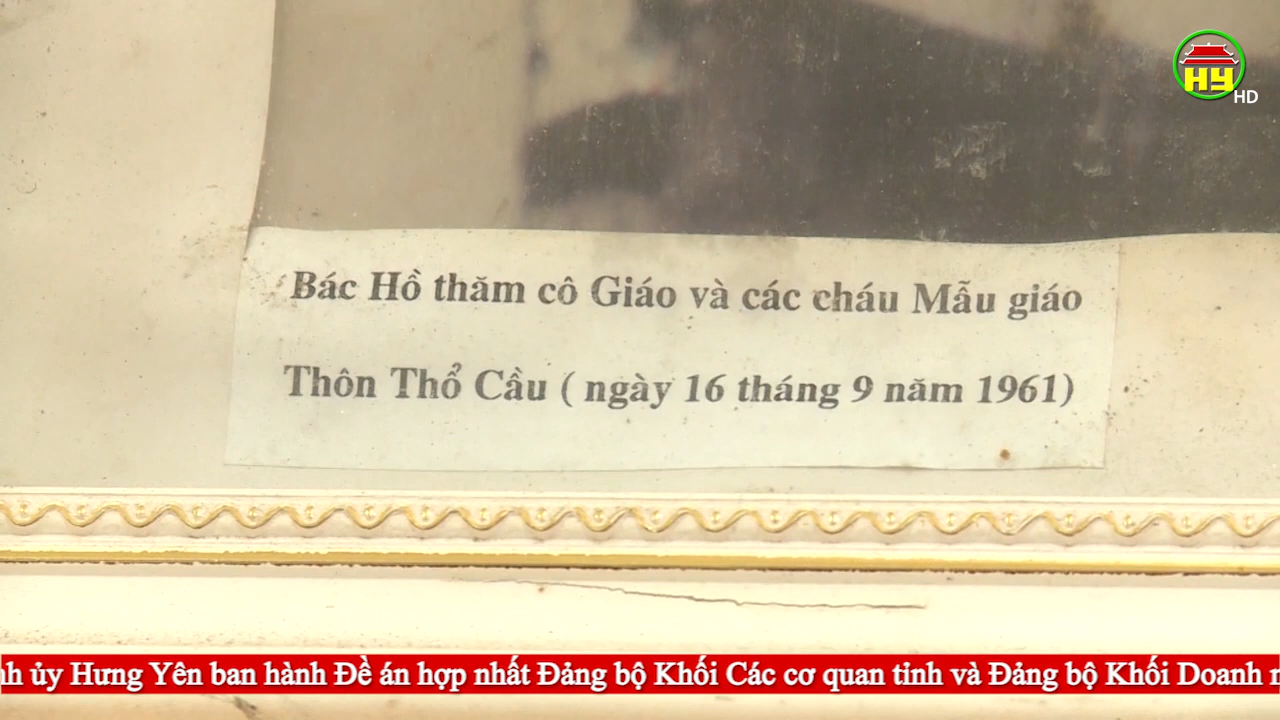 HY
HD
Bác Hồ thăm cô Giáo và các cháu Mẫu giáo
Thôn Thổ Cầu ( ngày 16 tháng 9 năm 1961)
ủy Hưng Yên ban hành Đề án hợp nhất Đảng bộ Khối Các cơ quan tỉnh và Đảng bộ Khối Doanh